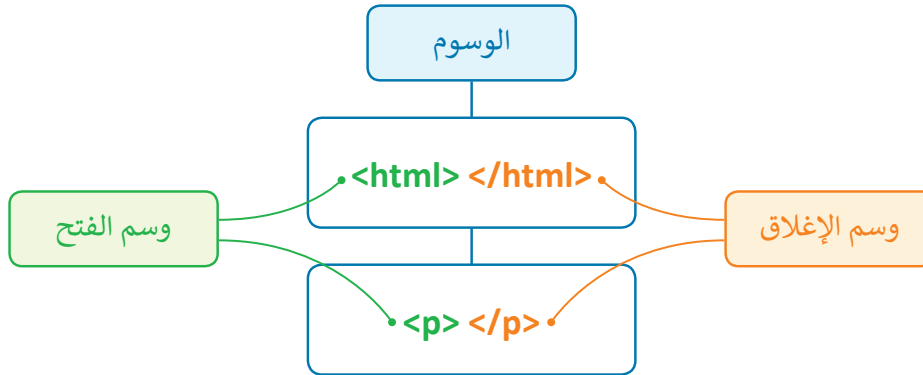 الوسوم
<html> </html>
وسم الفتح
وسم الإغلاق
<p> </p>